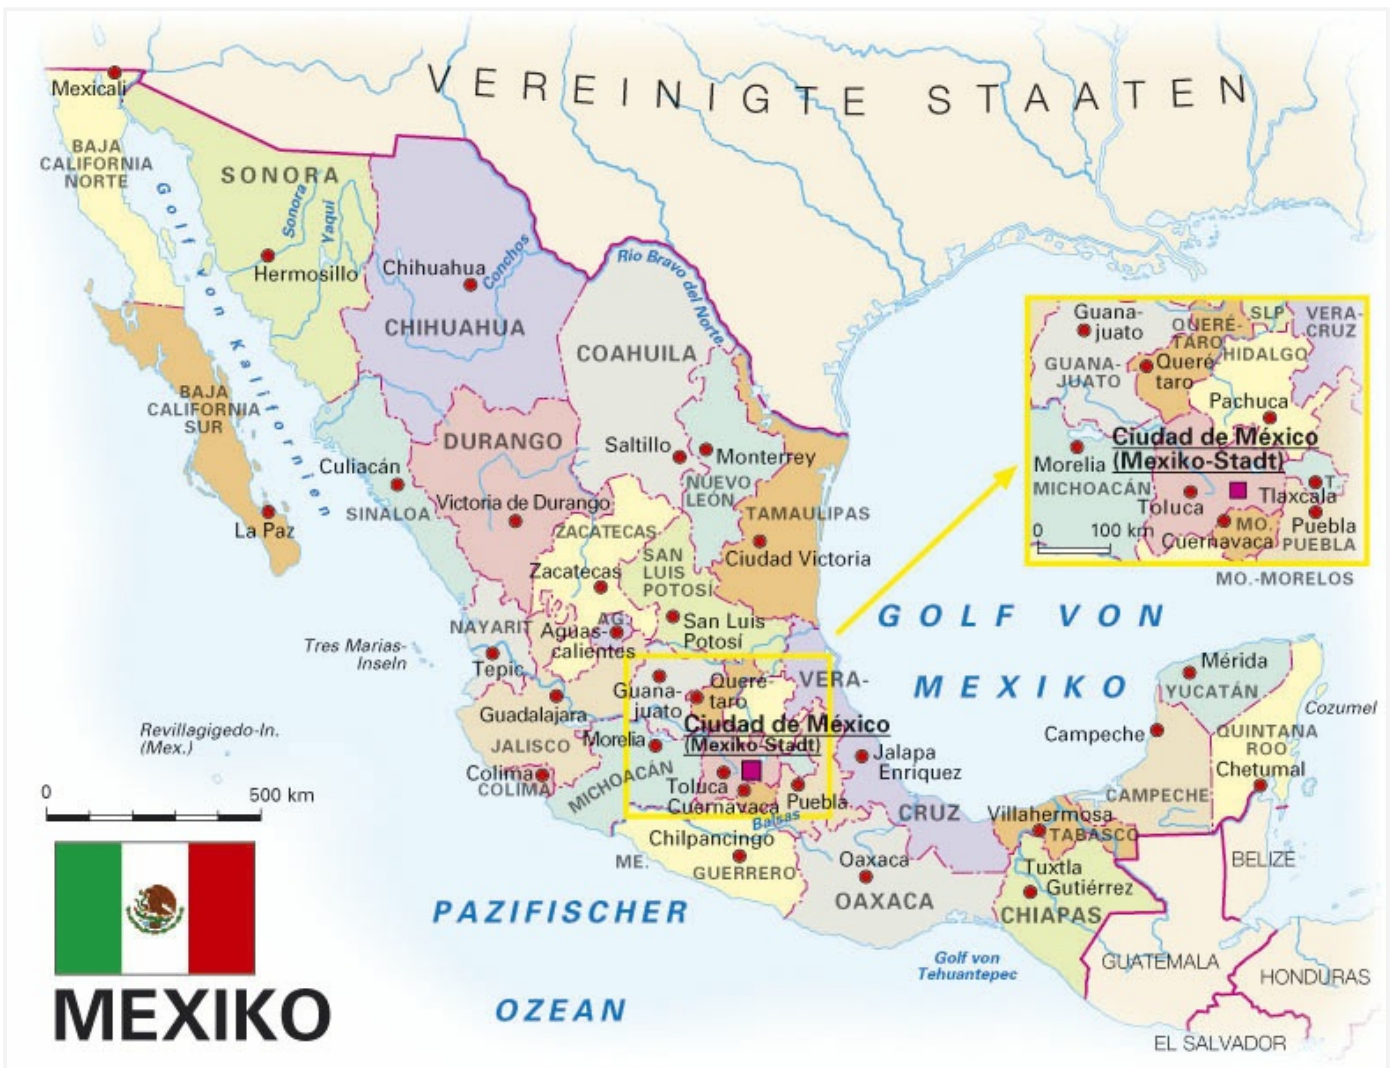 VEREINIGTE STAATEN
Mexicali
BAJA
CALIFORNIA
NORTE
SONORA
Sonora
Yaqui
Hermosillo
Golf von Kalifornien
Chihuahua
Conchos
CHIHUAHUA
Rio Bravo del Norte
COAHUILA
BAJA
CALIFORNIA
SUR
La Paz
Culiacán
SINALOA
DURANGO
Victoria de Durango
Saltillo
Monterrey
NUEVO
LEÓN
TAMAULIPAS
Ciudad Victoria
ZACATECAS
Zacatecas
SAN
LUIS
POTOSÍ
San Luis
Potosí
AG.
Aguas-
calientes
NAYARIT
Tepic
Tres Marias-
Inseln
Guadalajara
JALISCO
Colima
COLIMA
Guana-
juato
Queré-
taro
Ciudad de México
(Mexiko-Stadt)
Morelia
MICHOACÁN
Toluca
Cuernavaca
Puebla
Balsas
VERA-
CRUZ
Jalapa
Enriquez
Chilpancingo
ME.
GUERRERO
Oaxaca
OAXACA
Villahermosa
TABASCO
Tuxtla
Gutiérrez
CHIAPAS
Campeche
CAMPECHE
Mérida
YUCATÁN
QUINTANA
ROO
Chetumal
Cozumel
BELIZE
GUATEMALA
HONDURAS
EL SALVADOR
Golf von
Tehuantepec
GOLF VON
MEXIKO
PAZIFISCHER
OZEAN
Revillagigedo-In.
(Mex.)
0 500 km
MEXIKO
Guana-
juato
GUANA-
JUATO
QUERÉ-
TARO
Queré
taro
SLP
VERA-
CRUZ
HIDALGO
Pachuca
Ciudad de México
(Mexiko-Stadt)
Morelia
MICHOACÁN
Toluca
T.
Tlaxcala
MO.
Cuernavaca
Puebla
PUEBLA
0 100 km
MO.-MORELOS